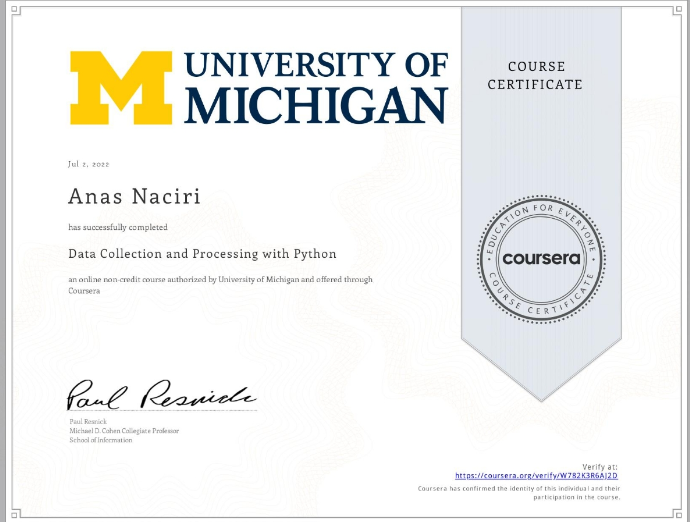 UNIVERSITY OF
MICHIGAN
COURSE
CERTIFICATE
Jul 2, 2022
Anas Naciri
has successfully completed
Data Collection and Processing with Python
an online non-credit course authorized by University of Michigan and offered through
Coursera
EDUCATION FOR EVERYONE
coursera
COURSE CERTIFICATE
Paul Resnick
Paul Resnick
Michael D. Cohen Collegiate Professor
School of Information
Verify at:
https://coursera.org/verify/W782K3R6AJ2D
Coursera has confirmed the identity of this individual and their
participation in the course.